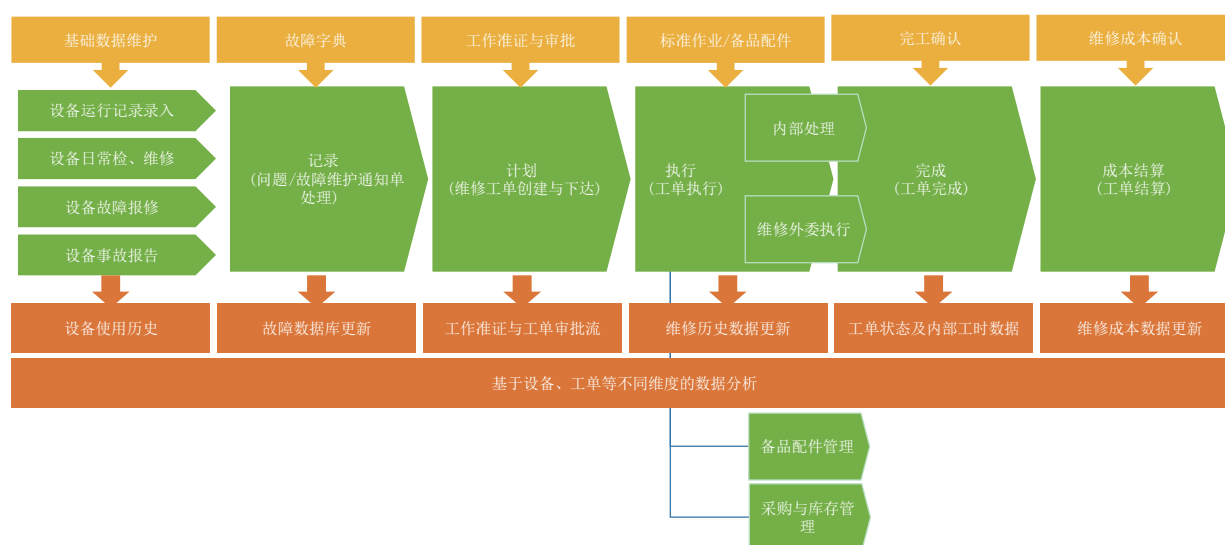 基础数据维护
故障字典
工作准证与审批
标准作业/备品配件
完工确认
维修成本确认
设备运行记录录入
设备日常检、维修
设备故障报修
设备事故报告
记录
(问题/故障维护通知单
处理)
计划
(维修工单创建与下达)
执行
(工单执行)
内部处理
维修外委执行
完成
(工单完成)
成本结算
(工单结算)
设备使用历史
故障数据库更新
工作准证与工单审批流
维修历史数据更新
工单状态及内部工时数据
维修成本数据更新
基于设备、工单等不同维度的数据分析
备品配件管理
采购与库存管
理